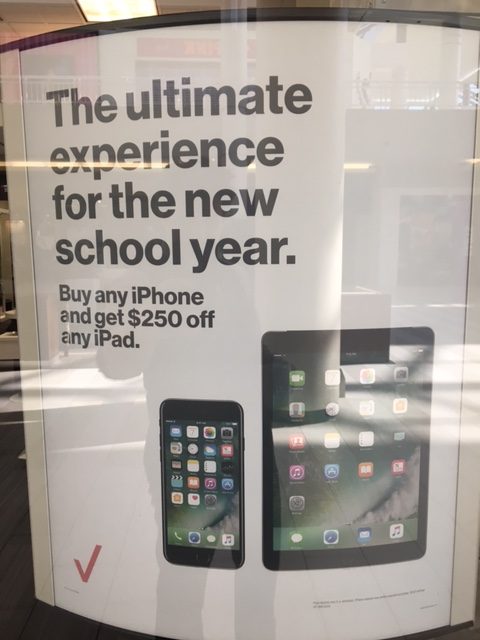 The ultimate
experience
for the new
school year.
Buy any iPhone
and get $250 off
any iPad.